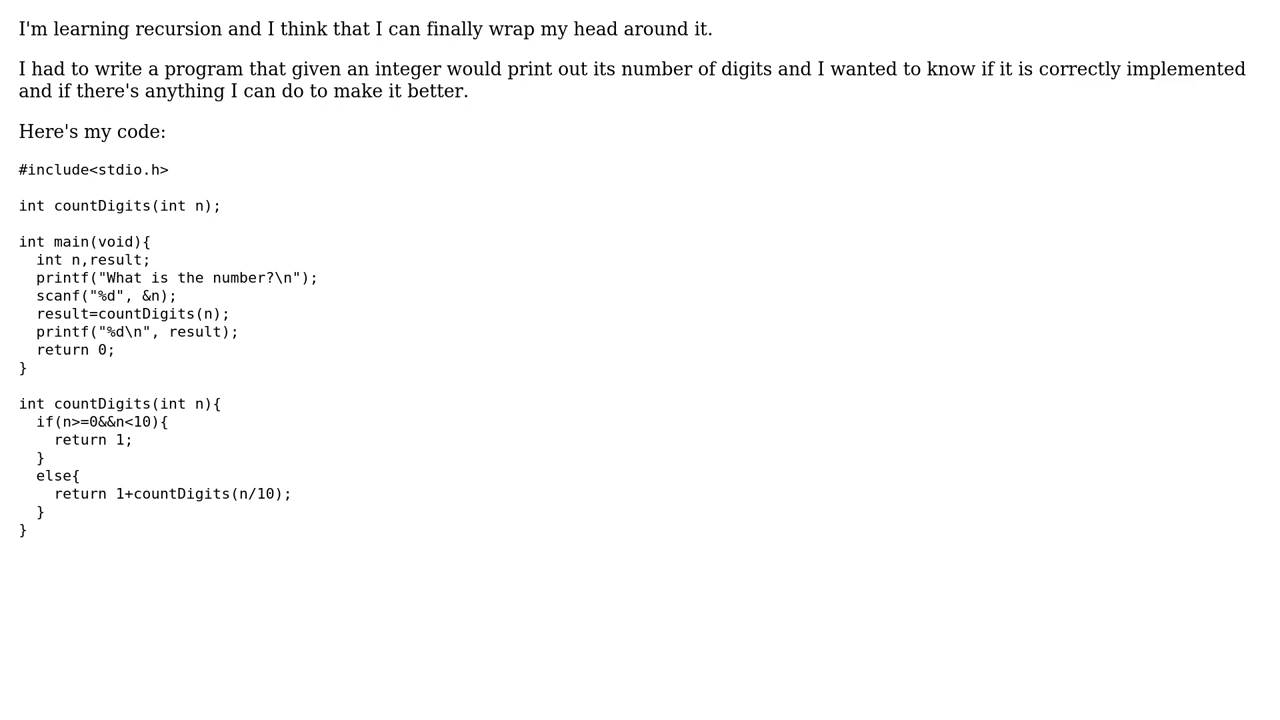 I'm learning recursion and I think that I can finally wrap my head around it.
I had to write a program that given an integer would print out its number of digits and I wanted to know if it is correctly implemented
and if there's anything I can do to make it better.
Here's my code:
#include<stdio.h>

int countDigits(int n);

int main(void){
  int n,result;
  printf("What is the number?\n");
  scanf("%d", &n);
  result=countDigits(n);
  printf("%d\n", result);
  return 0;
}

int countDigits(int n){
  if(n>=0&&n<10){
    return 1;
  }
  else{
    return 1+countDigits(n/10);
  }
}